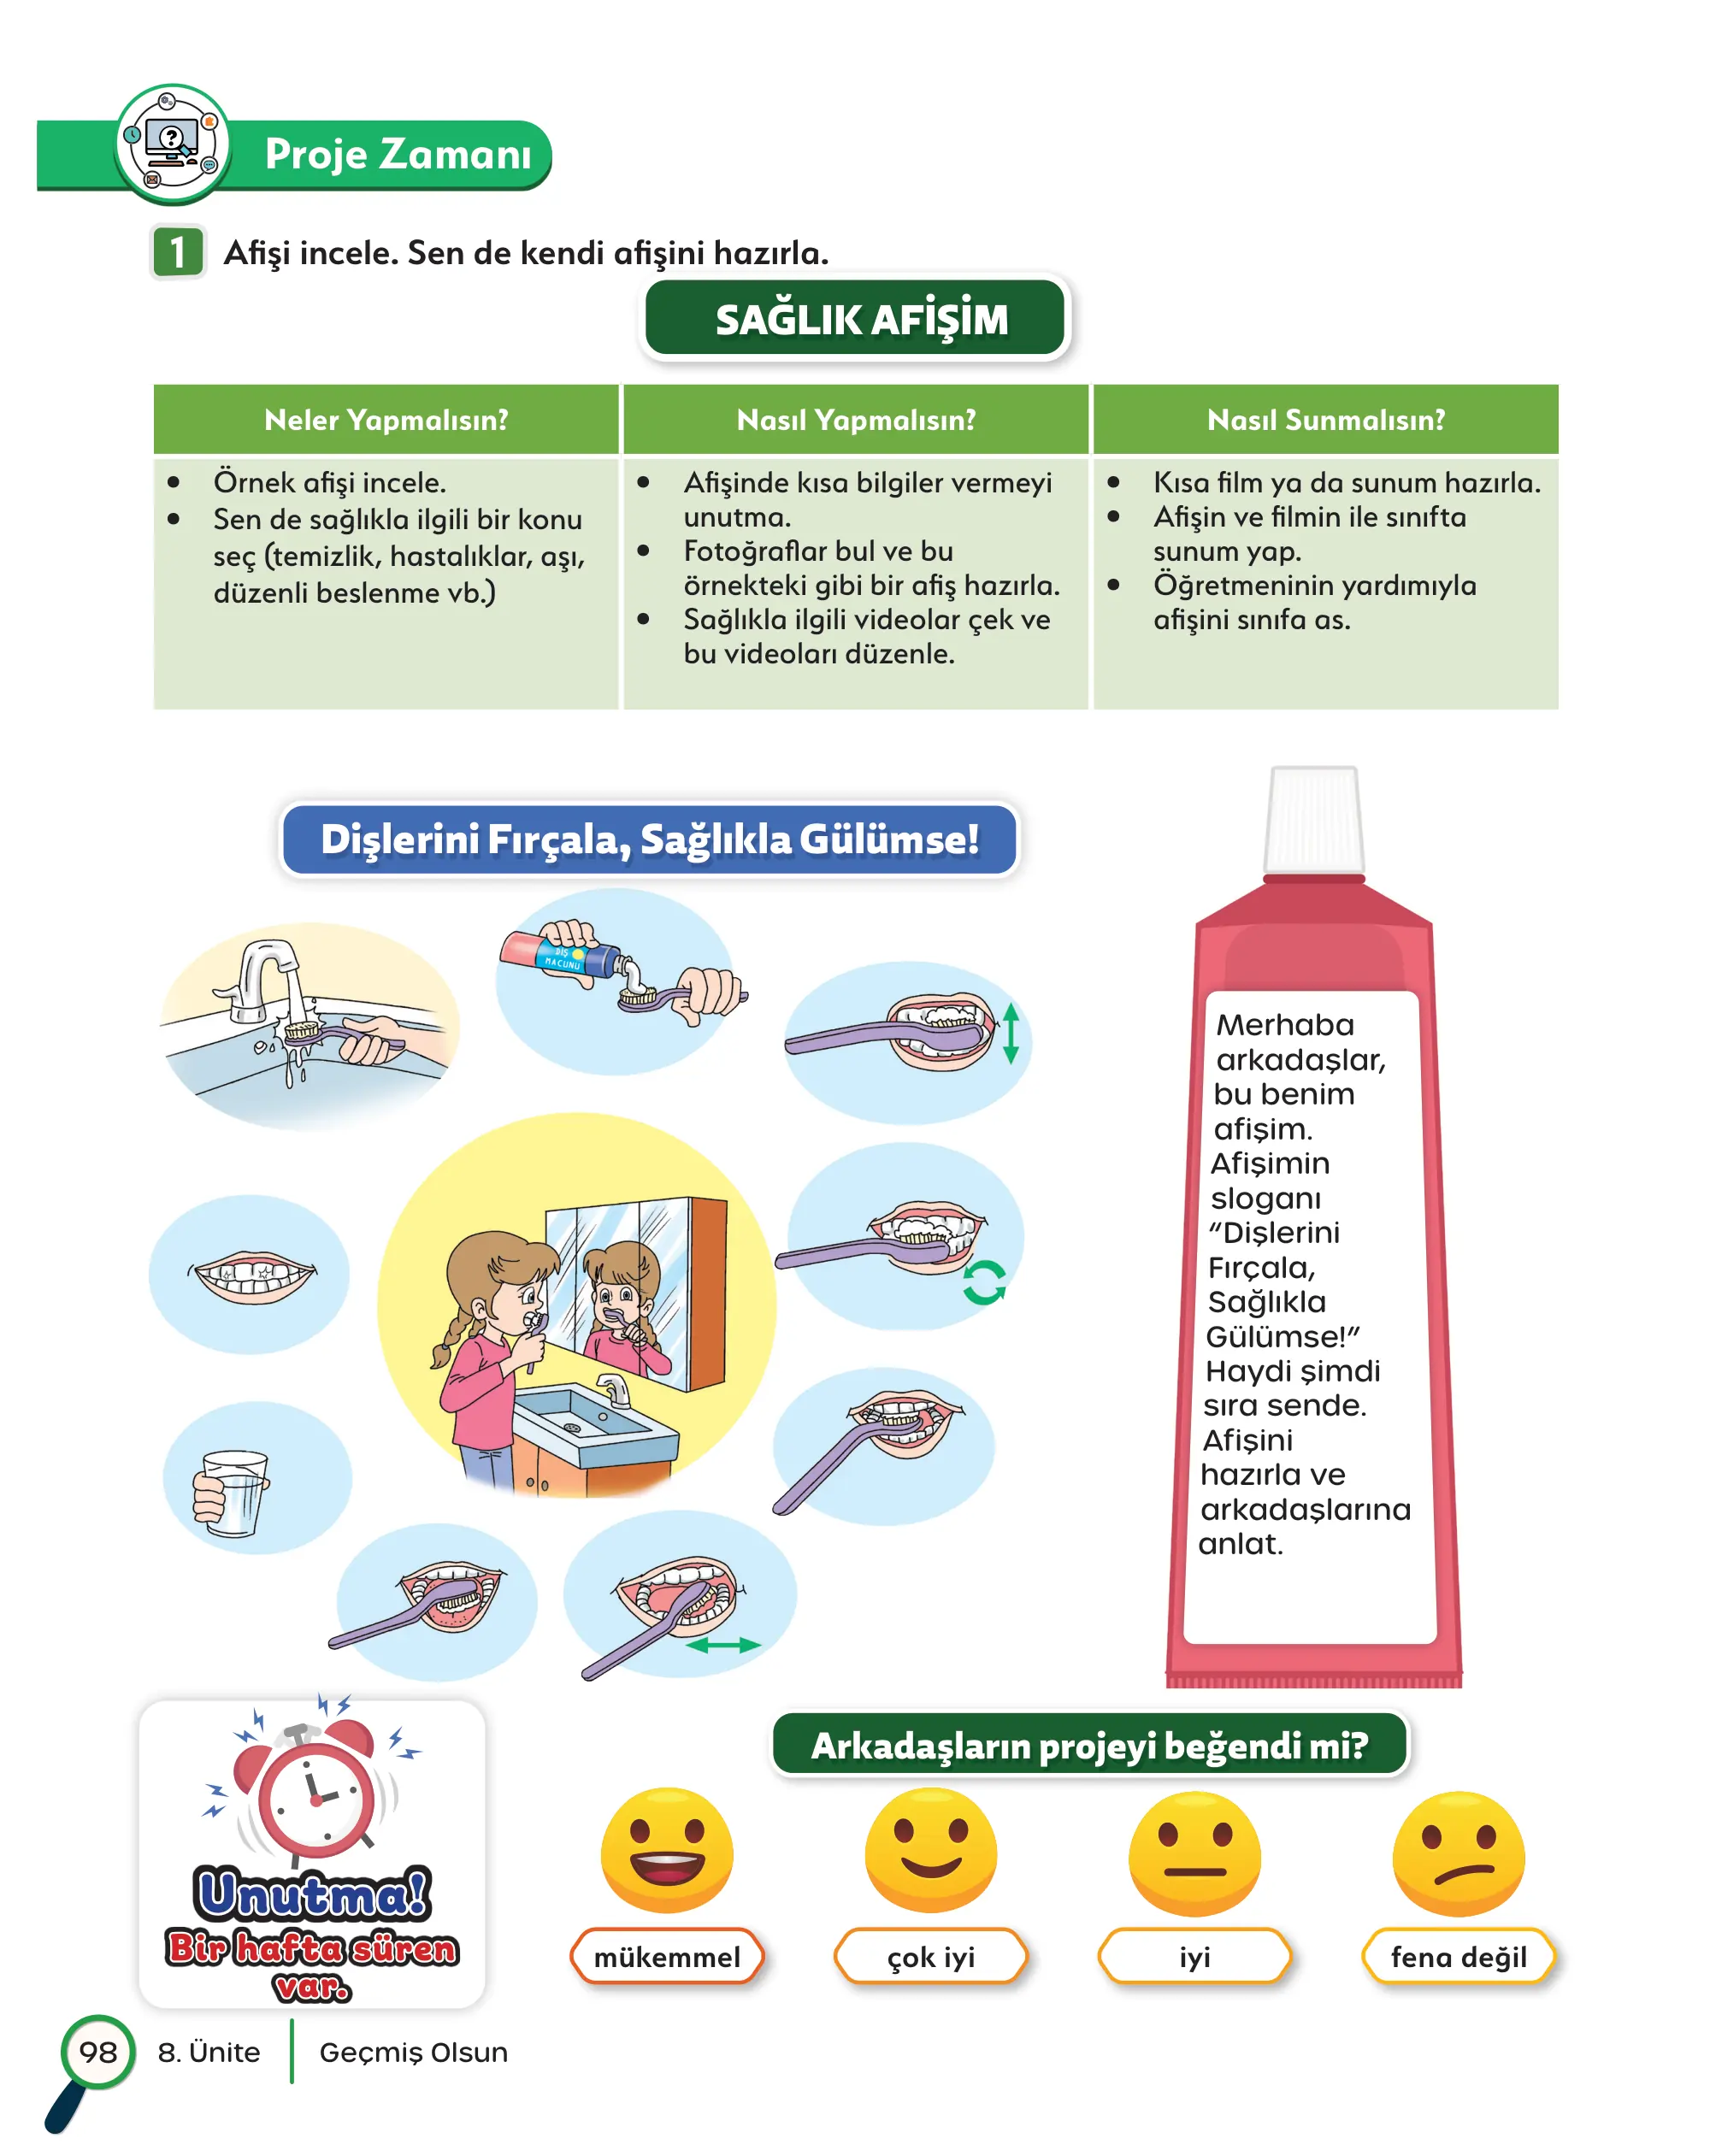 Proje Zamanı
1 Afişi incele. Sen de kendi afişini hazırla.
SAĞLIK AFİŞİM
Neler Yapmalısın?
• Örnek afişi incele.
• Sen de sağlıkla ilgili bir konu
seç (temizlik, hastalıklar, aşı,
düzenli beslenme vb.)
Nasıl Yapmalısın?
• Afişinde kısa bilgiler vermeyi
unutma.
• Fotoğraflar bul ve bu
örnekteki gibi bir afiş hazırla.
• Sağlıkla ilgili videolar çek ve
bu videoları düzenle.
Nasıl Sunmalısın?
• Kısa film ya da sunum hazırla.
• Afişin ve filmin ile sınıfta
sunum yap.
• Öğretmeninin yardımıyla
afişini sınıfa as.
Dişlerini Fırçala, Sağlıkla Gülümse!
DİŞ
MACUNU
Merhaba
arkadaşlar,
bu benim
afişim.
Afişimin
sloganı
“Dişlerini
Fırçala,
Sağlıkla
Gülümse!”
Haydi şimdi
sıra sende.
Afişini
hazırla ve
arkadaşlarına
anlat.
Unutma!
Bir hafta süren
var.
Arkadaşların projeyi beğendi mi?
mükemmel
çok iyi
iyi
fena değil
98 8. Ünite Geçmiş Olsun